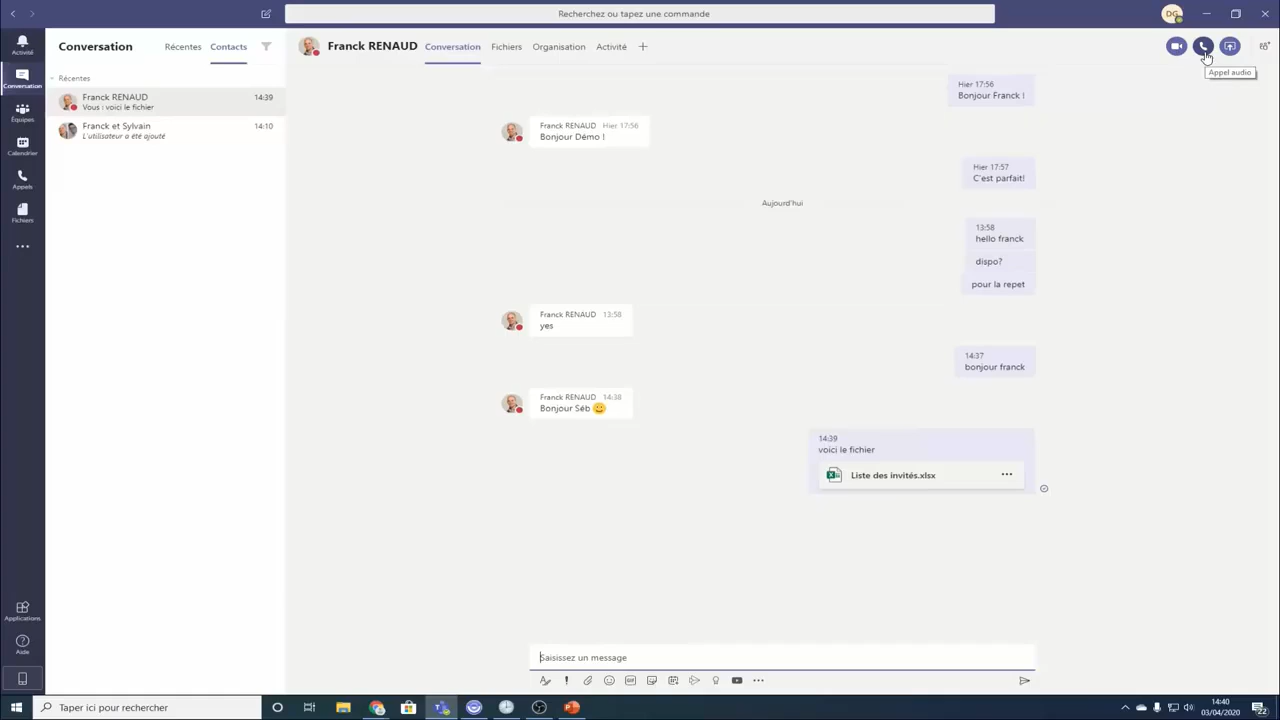 Recherchez ou tapez une commande
DG
Activité
Conversation
Équipes
Calendrier
Appels
Fichiers
Applications
Aide
Conversation
Récentes
Contacts
Récentes
Franck RENAUD
14:39
Vous : voici le fichier
Franck et Sylvain
14:10
L'utilisateur a été ajouté
Franck RENAUD
Conversation
Fichiers
Organisation
Activité
Appel audio
Hier 17:56
Bonjour Franck !
Franck RENAUD Hier 17:56
Bonjour Démo !
Hier 17:57
C'est parfait!
Aujourd'hui
13:58
hello franck
dispo?
pour la repet
Franck RENAUD 13:58
yes
14:37
bonjour franck
Franck RENAUD 14:38
Bonjour Séb
14:39
voici le fichier
Liste des invités.xlsx
Saisissez un message
GIF
Taper ici pour rechercher
14:40
03/04/2020
22